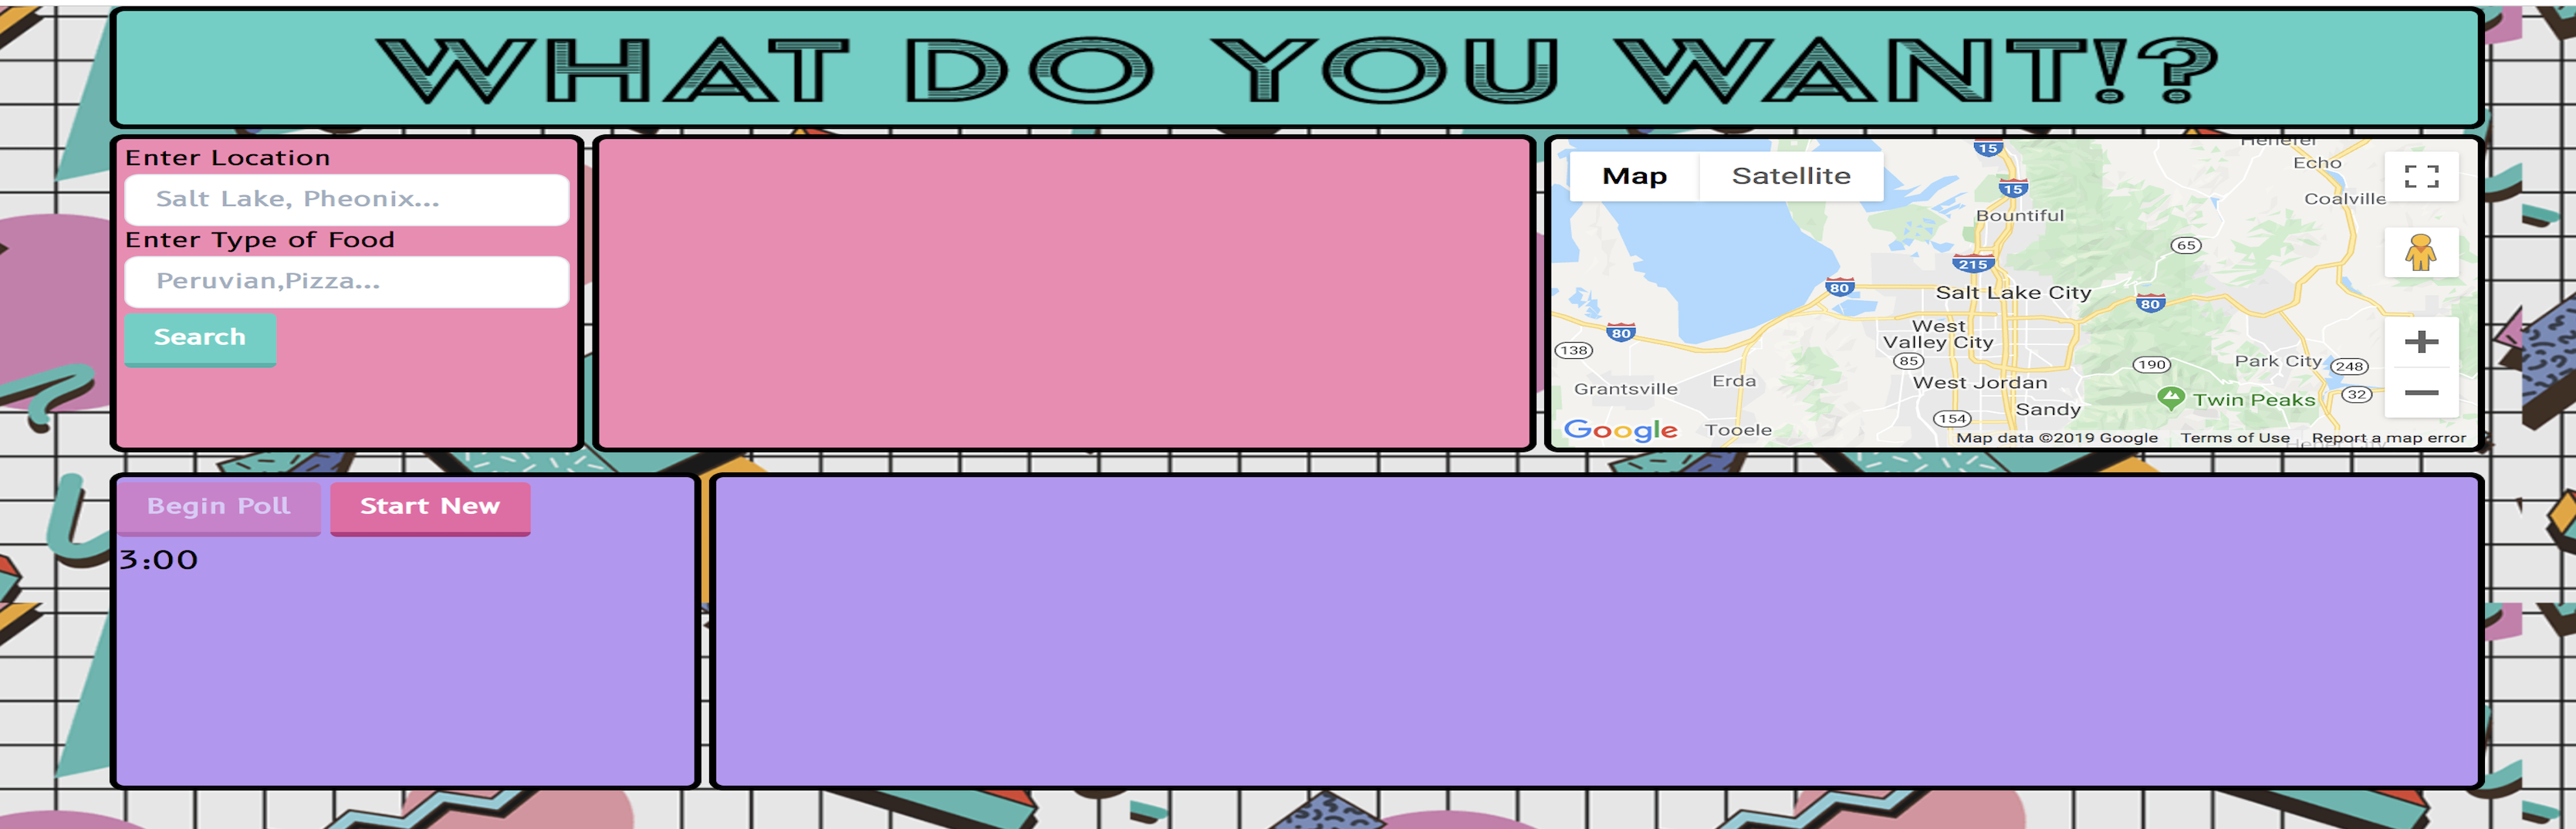 WHAT DO YOU WANT!?
Enter Location
Salt Lake, Pheonix...
Enter Type of Food
Peruvian,Pizza...
Search
Map
Satellite
15
Henefer
Echo
15
Coalville
Bountiful
65
215
80
Salt Lake City
80
80
West
Valley City
138
85
190
Park City
248
Grantsville
Erda
West Jordan
Twin Peaks
32
154
Sandy
Google
Tooele
Map data ©2019 Google
Terms of Use
Report a map error
Begin Poll
Start New
3:00